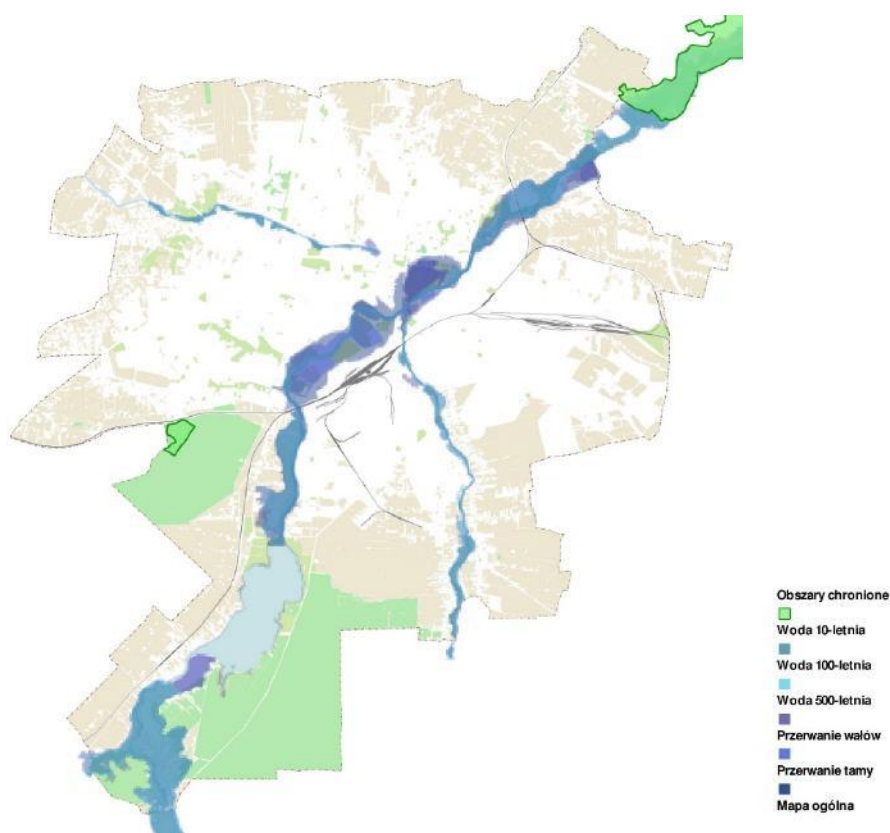 Obszary chronione
Woda 10-letnia
Woda 100-letnia
Woda 500-letnia
Przerwanie wałów
Przerwanie tamy
Mapa ogólna